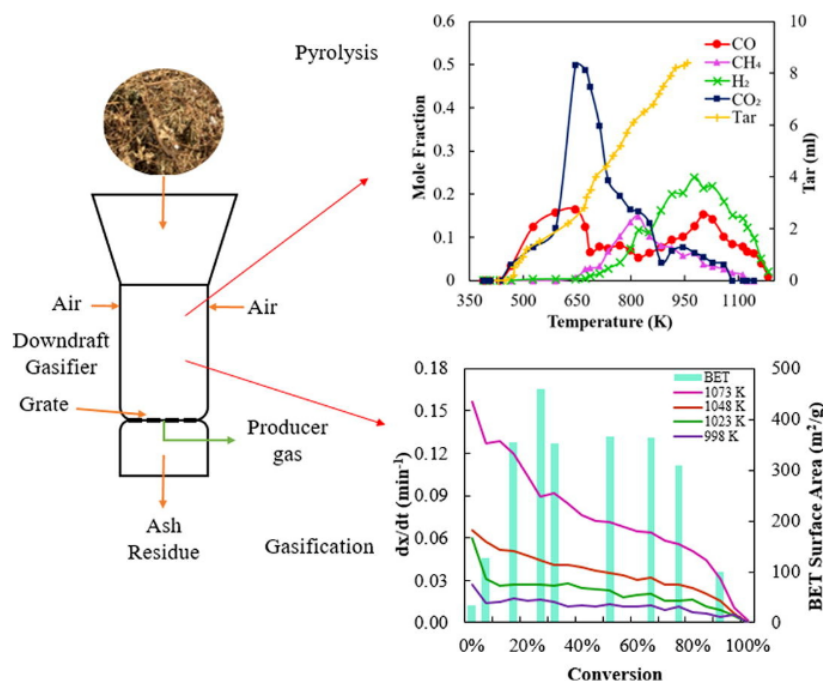 Pyrolysis
Air
Air
Downdraft
Gasifier
Grate
Producer
gas
Ash
Residue
Gasification
0.6
0.5
0.4
0.3
0.2
0.1
0
Mole Fraction
CO
CH₄
H₂
CO₂
Tar
10
8
6
4
2
0
Tar (ml)
350 450 550 650 750 850 950 1100
Temperature (K)
0.18
0.15
0.12
0.09
0.06
0.03
0.00
dx/dt (min⁻¹)
BET
1073 K
1048 K
1023 K
998 K
500
400
300
200
100
0
BET Surface Area (m²/g)
0% 20% 40% 60% 80% 100%
Conversion